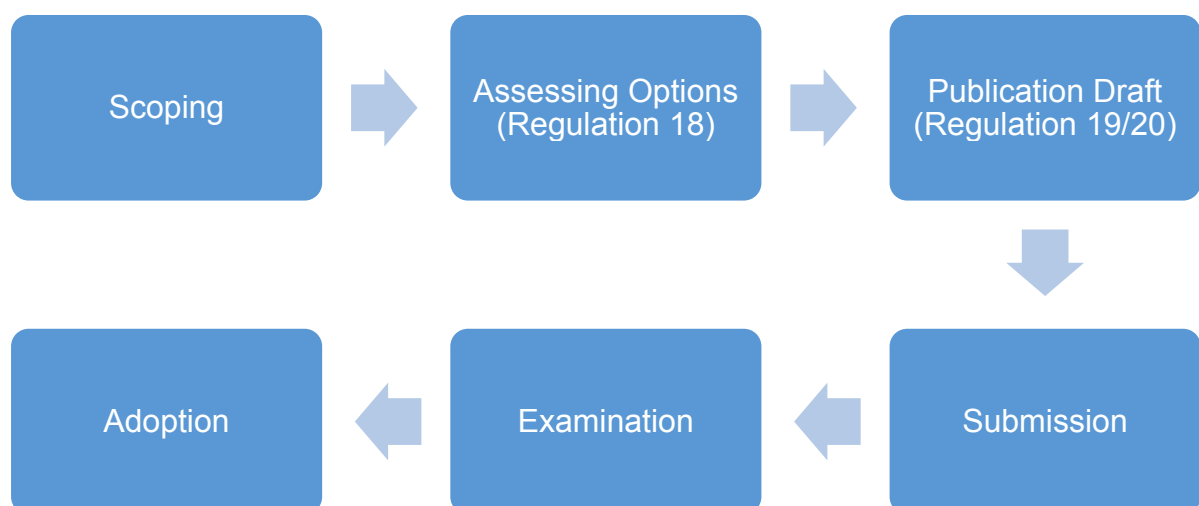 Scoping
Assessing Options
(Regulation 18)
Publication Draft
(Regulation 19/20)
Submission
Examination
Adoption